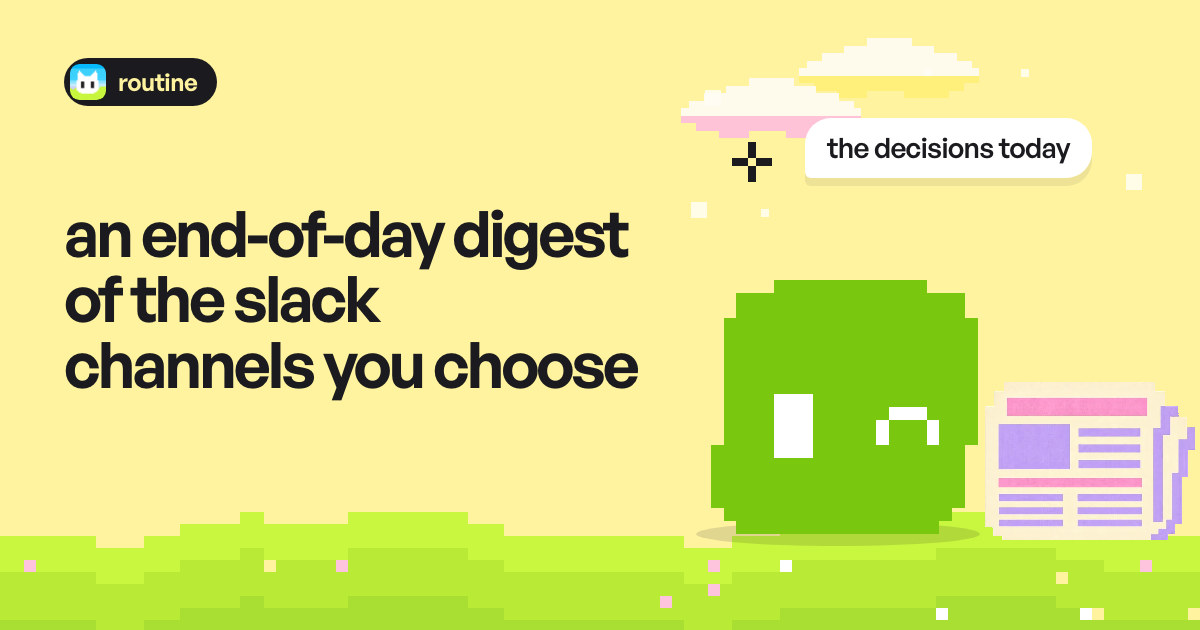 routine
the decisions today
an end-of-day digest
of the slack
channels you choose